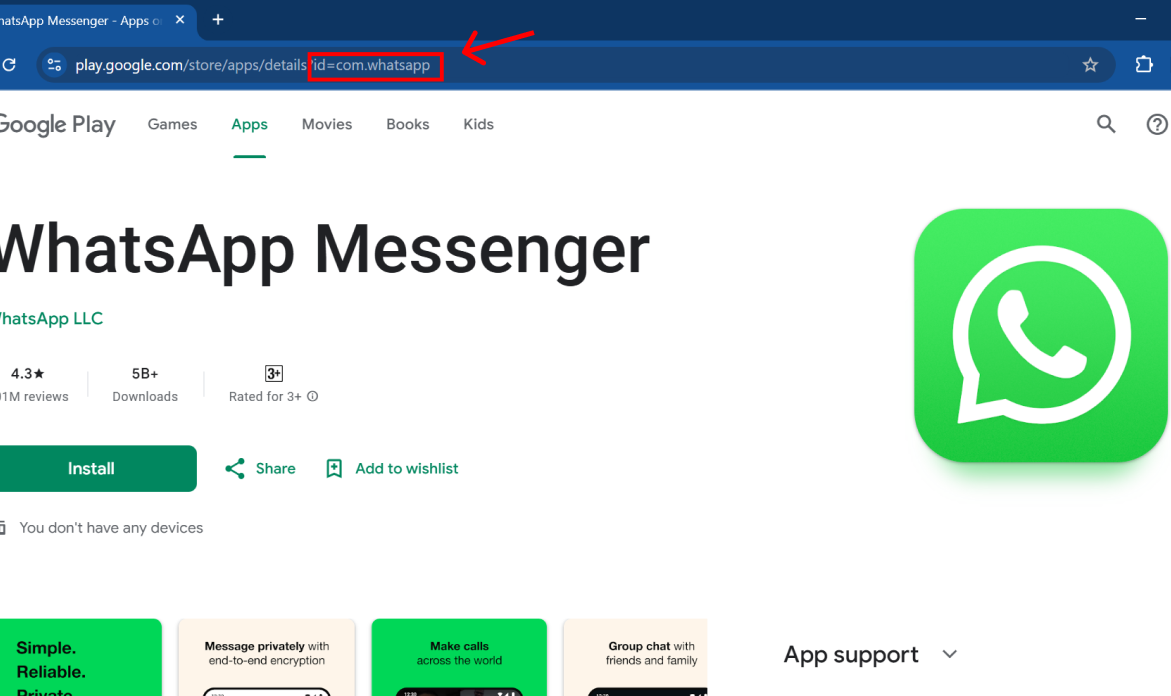 hatsApp Messenger - Apps o
play.google.com/store/apps/details?id=com.whatsapp
Google Play Games Apps Movies Books Kids
WhatsApp Messenger
hatsApp LLC
4.3★ 5B+ 3+
1M reviews Downloads Rated for 3+
Install Share Add to wishlist
You don't have any devices
Simple.
Reliable.
Private.
Message privately with
end-to-end encryption
Make calls
across the world
Group chat with
friends and family
App support